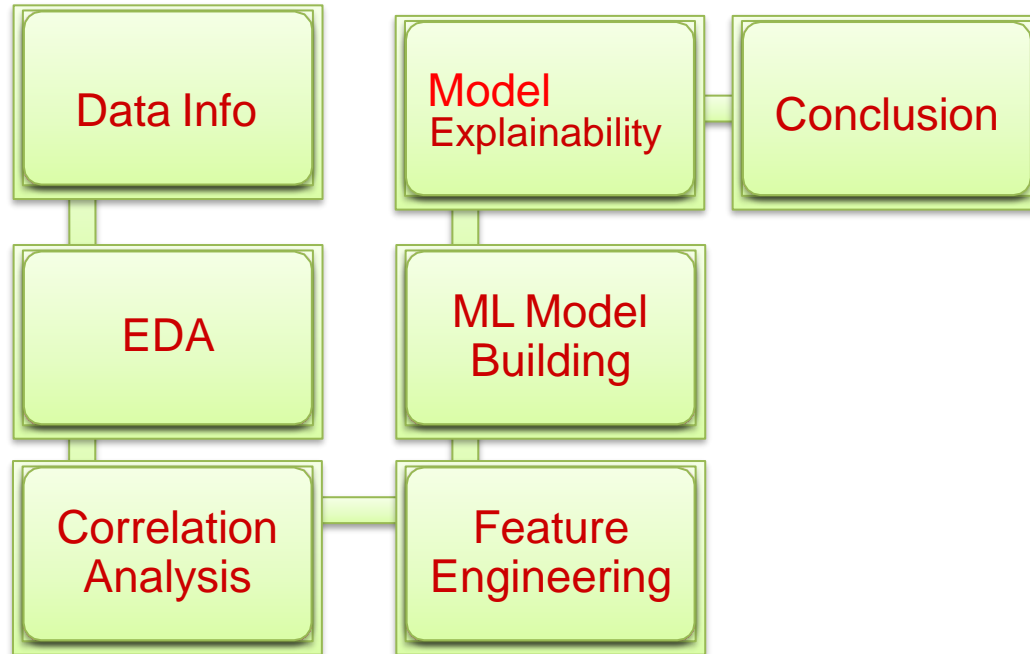 Data Info
EDA
Correlation
Analysis
Feature
Engineering
ML Model
Building
Model
Explainability
Conclusion